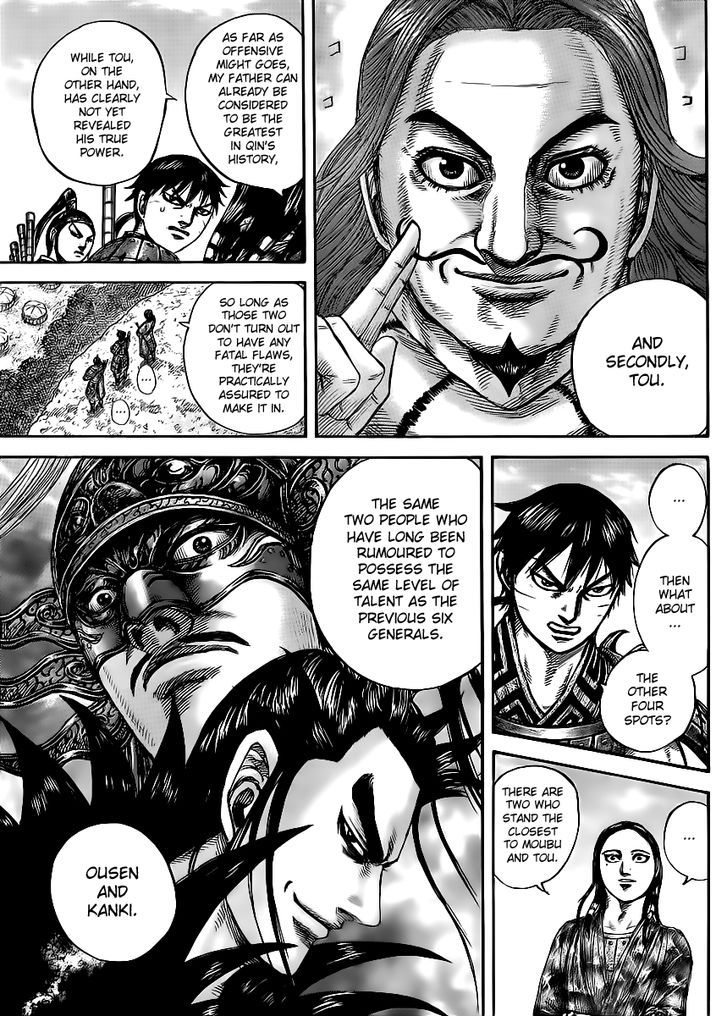 AND
SECONDLY,
TOU.
AS FAR AS
OFFENSIVE
MIGHT GOES,
MY FATHER CAN
ALREADY BE
CONSIDERED
TO BE THE
GREATEST
IN QIN'S
HISTORY,
WHILE TOU,
ON THE
OTHER HAND,
HAS CLEARLY
NOT YET
REVEALED
HIS TRUE
POWER.
SO LONG AS
THOSE TWO
DON'T TURN OUT
TO HAVE ANY
FATAL FLAWS,
THEY'RE
PRACTICALLY
ASSURED TO
MAKE IT IN.
...
...
...
THEN
WHAT
ABOUT
...
THE
OTHER
FOUR
SPOTS?
...
THERE ARE
TWO WHO
STAND THE
CLOSEST
TO MOUBU
AND TOU.
THE SAME
TWO PEOPLE WHO
HAVE LONG BEEN
RUMOURED TO
POSSESS THE
SAME LEVEL OF
TALENT AS THE
PREVIOUS SIX
GENERALS.
OUSEN
AND
KANKI.